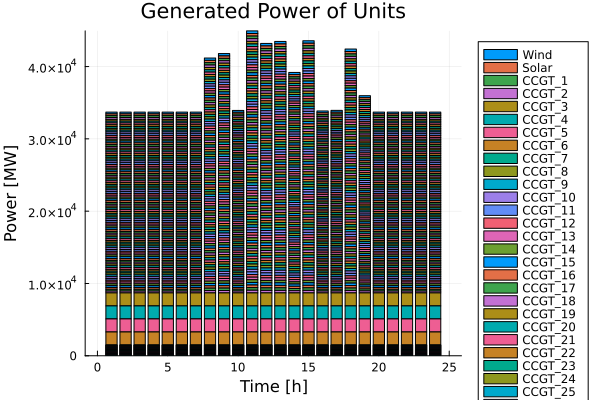 Generated Power of Units
Power [MW]
4.0×10⁴
3.0×10⁴
2.0×10⁴
1.0×10⁴
0
0 5 10 15 20 25
Time [h]
Wind
Solar
CCGT_1
CCGT_2
CCGT_3
CCGT_4
CCGT_5
CCGT_6
CCGT_7
CCGT_8
CCGT_9
CCGT_10
CCGT_11
CCGT_12
CCGT_13
CCGT_14
CCGT_15
CCGT_16
CCGT_17
CCGT_18
CCGT_19
CCGT_20
CCGT_21
CCGT_22
CCGT_23
CCGT_24
CCGT_25